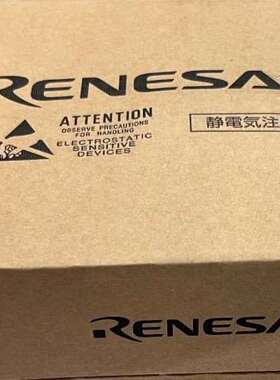 RENESA
ATTENTION
OBSERVE PRECAUTIONS
FOR HANDLING
ELECTROSTATIC
SENSITIVE
DEVICES
静電気注
RENESA